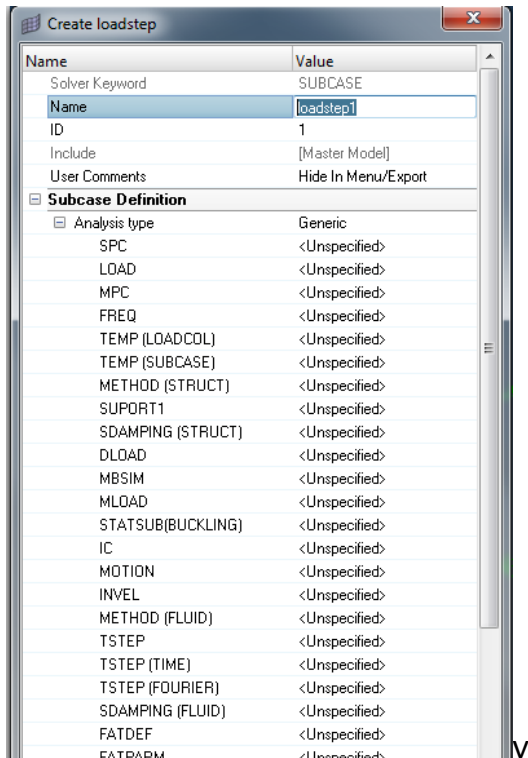 Create loadstep
Name Value
Solver Keyword SUBCASE
Name loadstep1
ID 1
Include [Master Model]
User Comments Hide In Menu/Export
Subcase Definition
Analysis type Generic
SPC <Unspecified>
LOAD <Unspecified>
MPC <Unspecified>
FREQ <Unspecified>
TEMP (LOADCOL) <Unspecified>
TEMP (SUBCASE) <Unspecified>
METHOD (STRUCT) <Unspecified>
SUPORT1 <Unspecified>
SDAMPING (STRUCT) <Unspecified>
DLOAD <Unspecified>
MBSIM <Unspecified>
MLOAD <Unspecified>
STATSUB(BUCKLING) <Unspecified>
IC <Unspecified>
MOTION <Unspecified>
INVEL <Unspecified>
METHOD (FLUID) <Unspecified>
TSTEP <Unspecified>
TSTEP (TIME) <Unspecified>
TSTEP (FOURIER) <Unspecified>
SDAMPING (FLUID) <Unspecified>
FATDEF <Unspecified>
FATPARM <Unspecified>
v